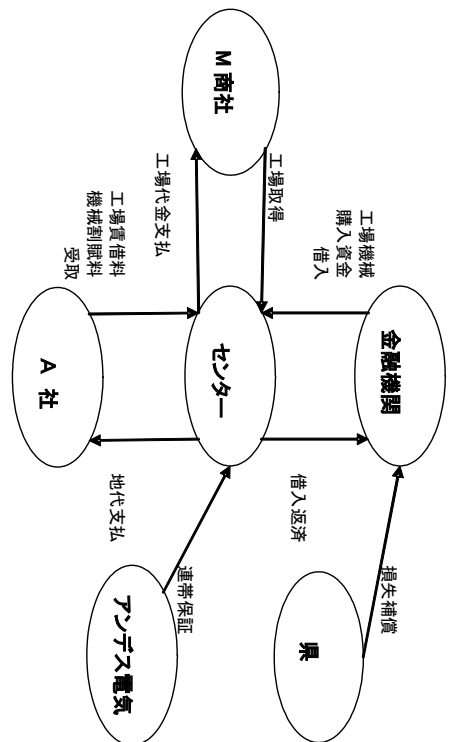 金融機関
県
損失補償
工場機械
購入資金
借入
借入返済
M 商社
工場取得
センター
工場代金支払
連帯保証
アンデス電気
工場賃借料
機械割賦料
受取
地代支払
A 社